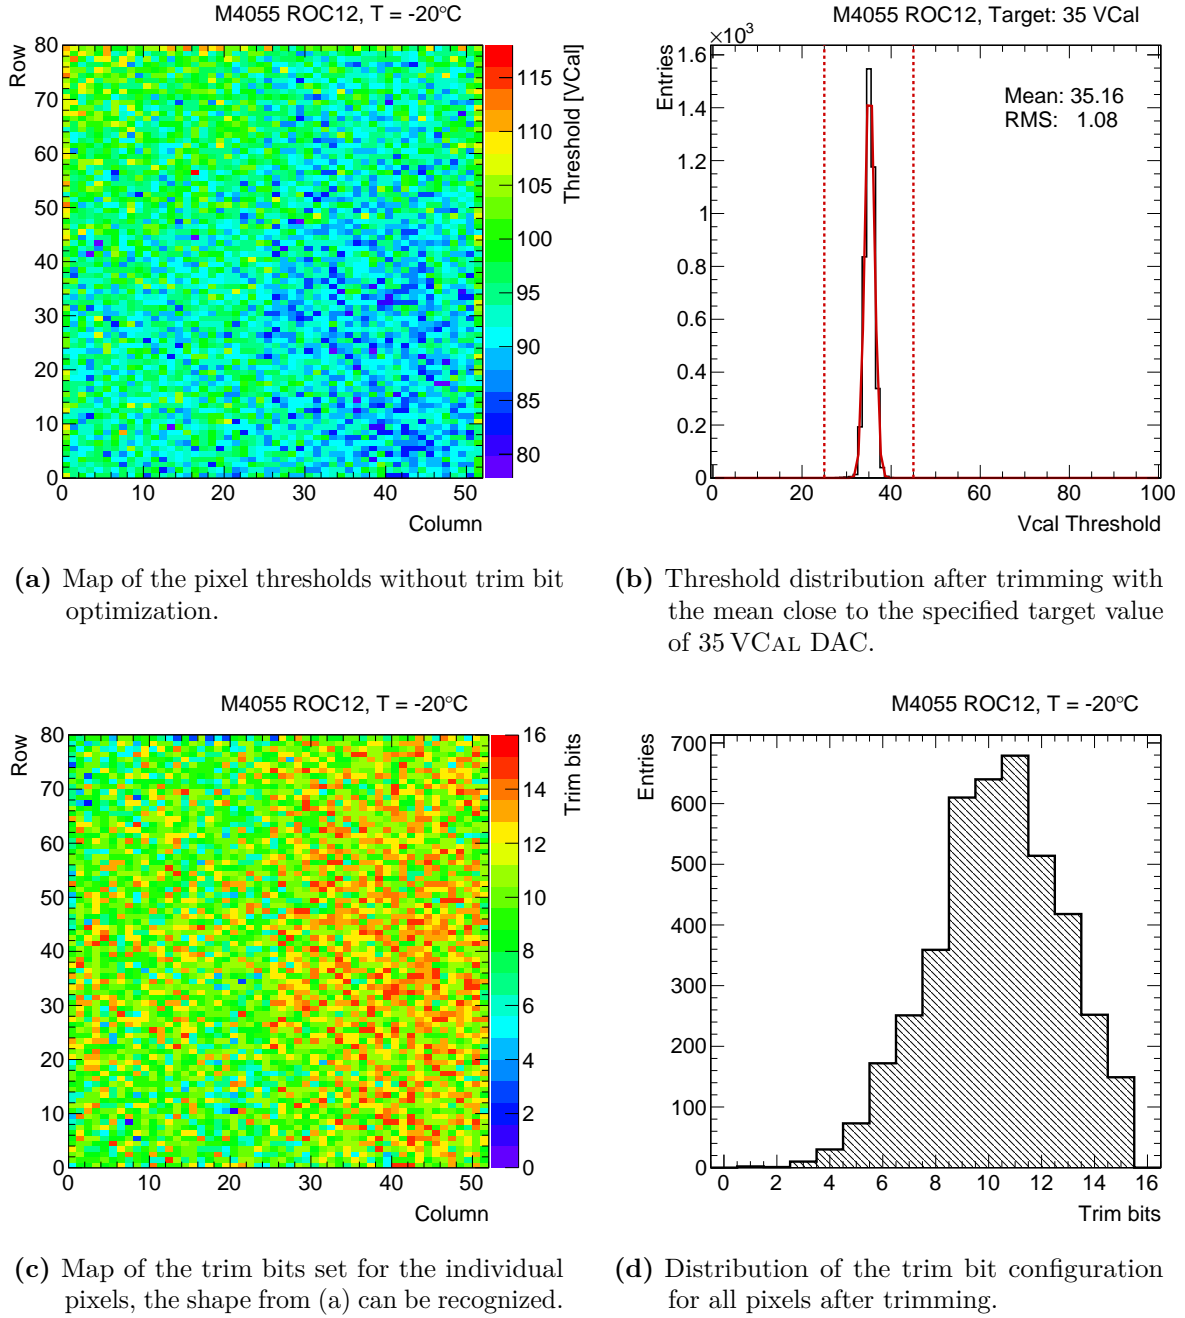 M4055 ROC12, T = -20°C
Row
80
70
60
50
40
30
20
10
0
0 10 20 30 40 50
Column
115
110
105
100
95
90
85
80
Threshold [VCal]
M4055 ROC12, Target: 35 VCal
×10³
Entries
1.6
1.4
1.2
1
0.8
0.6
0.4
0.2
0
Mean: 35.16
RMS: 1.08
0 20 40 60 80 100
Vcal Threshold
(a) Map of the pixel thresholds without trim bit
optimization.
(b) Threshold distribution after trimming with
the mean close to the specified target value
of 35 VCAL DAC.
M4055 ROC12, T = -20°C
Row
80
70
60
50
40
30
20
10
0
0 10 20 30 40 50
Column
16
14
12
10
8
6
4
2
0
Trim bits
M4055 ROC12, T = -20°C
Entries
700
600
500
400
300
200
100
0
0 2 4 6 8 10 12 14 16
Trim bits
(c) Map of the trim bits set for the individual
pixels, the shape from (a) can be recognized.
(d) Distribution of the trim bit configuration
for all pixels after trimming.